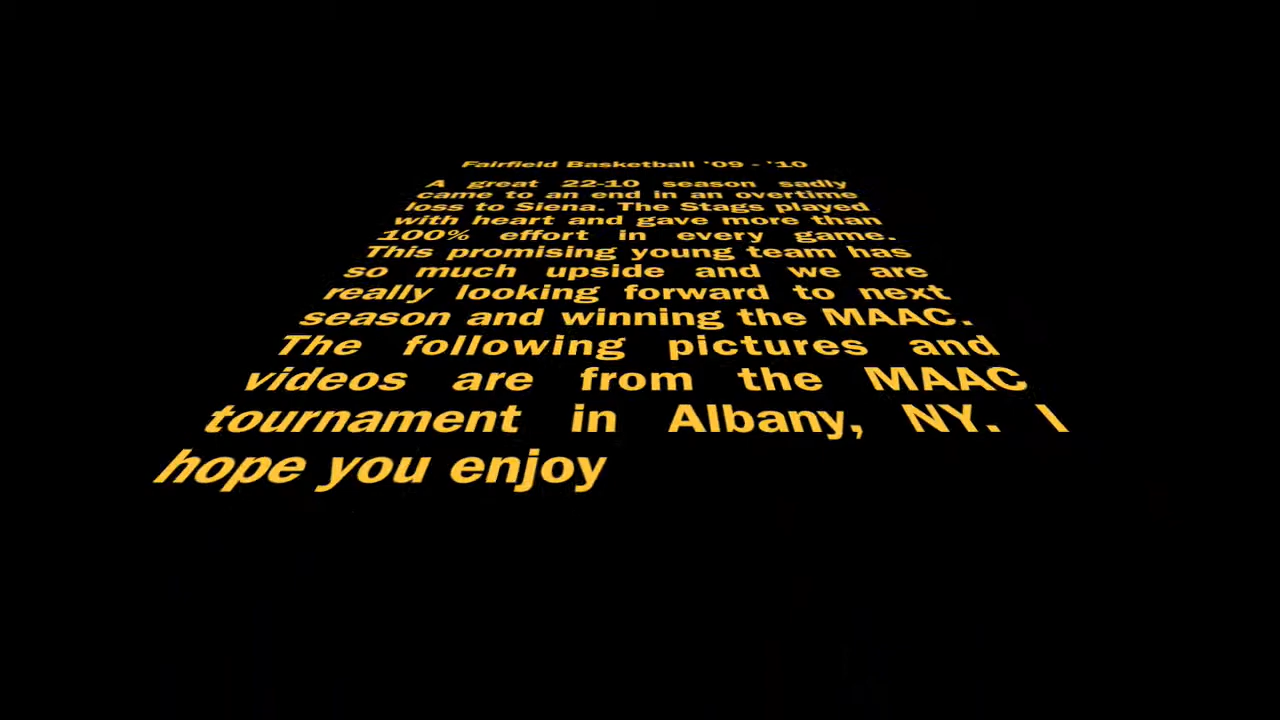 Fairfield Basketball '09 - '10
A great 22-10 season sadly
came to an end in an overtime
loss to Siena. The Stags played
with heart and gave more than
100% effort in every game.
This promising young team has
so much upside and we are
really looking forward to next
season and winning the MAAC.
The following pictures and
videos are from the MAAC
tournament in Albany, NY. I
hope you enjoy